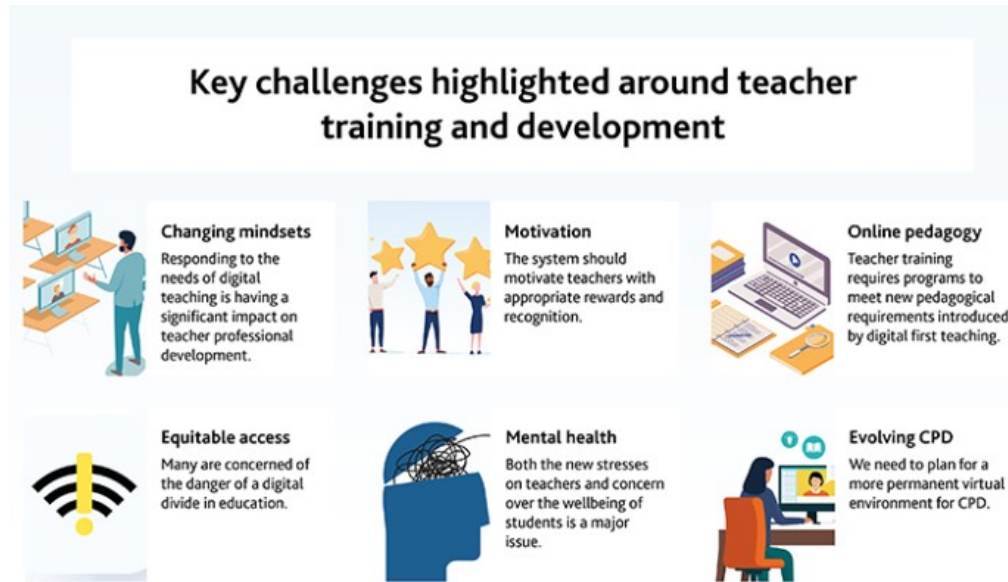 Key challenges highlighted around teacher
training and development
Changing mindsets
Responding to the
needs of digital
teaching is having a
significant impact on
teacher professional
development.
Motivation
The system should
motivate teachers with
appropriate rewards and
recognition.
Online pedagogy
Teacher training
requires programs to
meet new pedagogical
requirements introduced
by digital first teaching.
Equitable access
Many are concerned of
the danger of a digital
divide in education.
Mental health
Both the new stresses
on teachers and concern
over the wellbeing of
students is a major
issue.
Evolving CPD
We need to plan for a
more permanent virtual
environment for CPD.